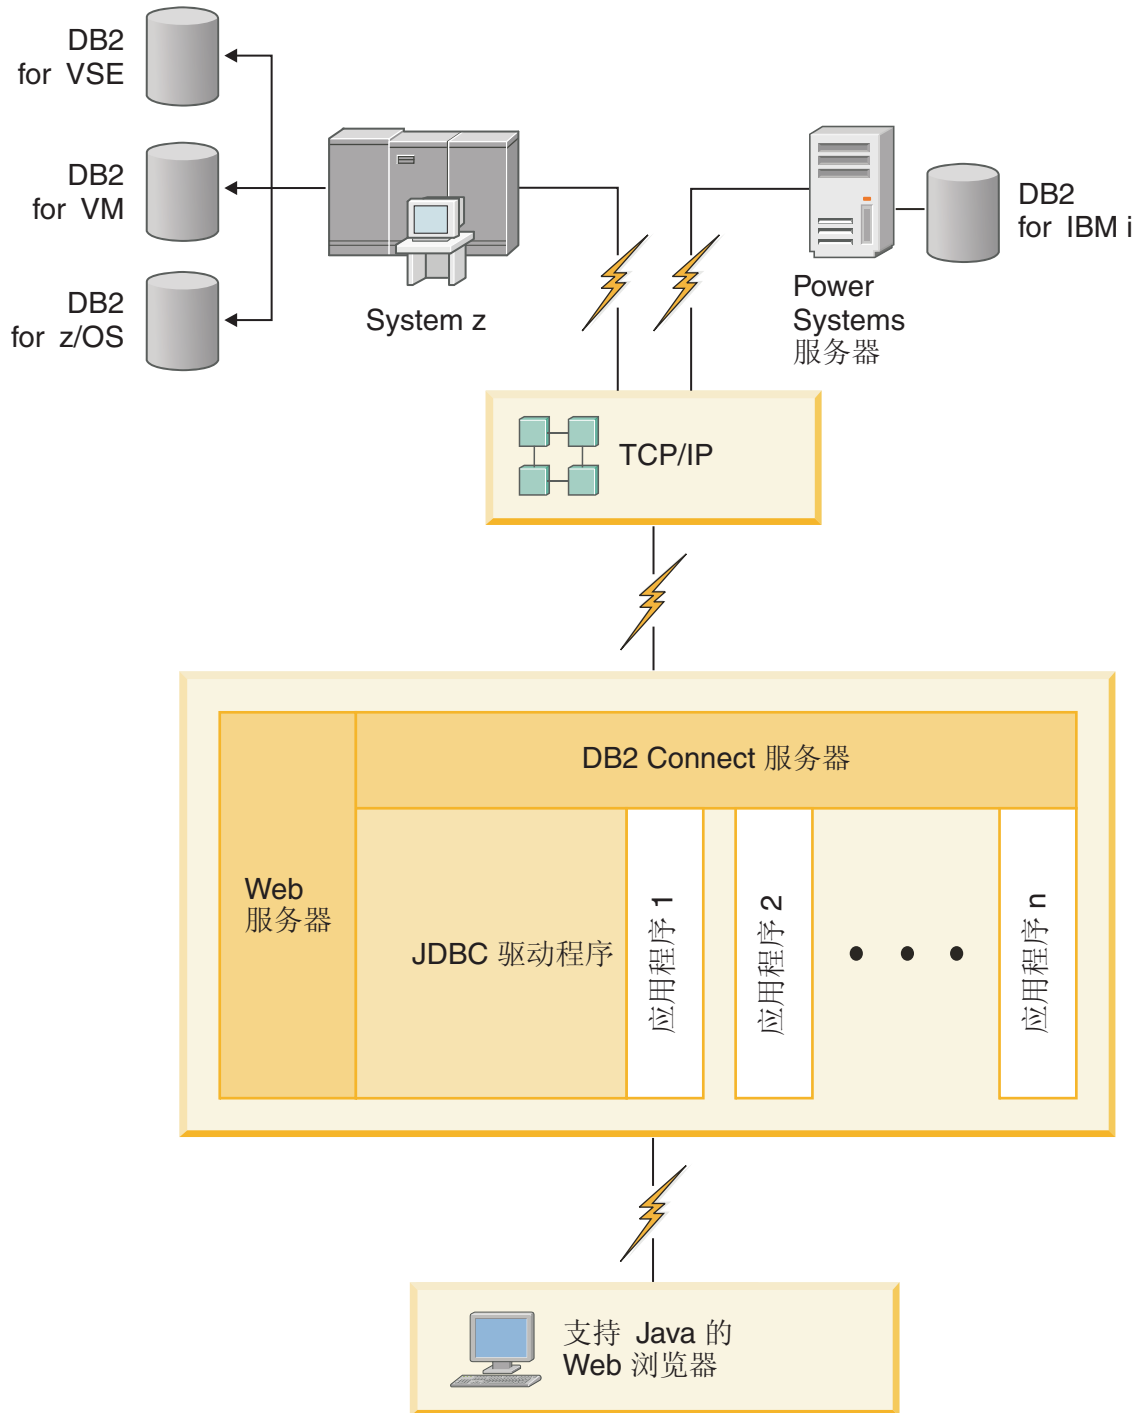 DB2
for VSE
DB2
for VM
DB2
for z/OS
System z
Power
Systems
服务器
DB2
for IBM i
TCP/IP
DB2 Connect 服务器
Web
服务器
JDBC 驱动程序
应用程序 1
应用程序 2
应用程序 n
支持 Java 的
Web 浏览器